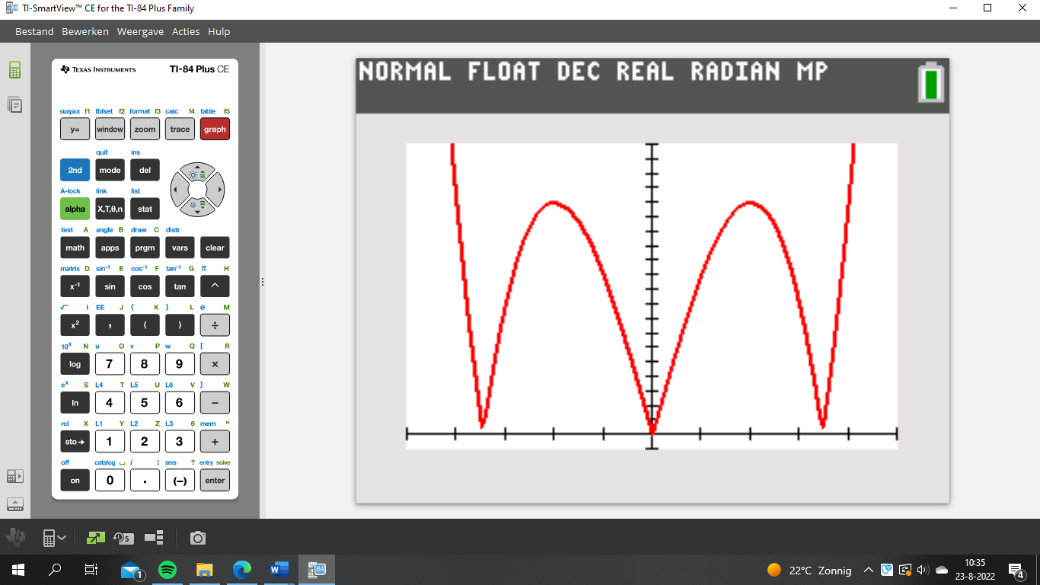 TI-SmartView™ CE for the TI-84 Plus Family
Bestand Bewerken Weergave Acties Hulp
TEXAS INSTRUMENTS TI-84 Plus CE
NORMAL FLOAT DEC REAL RADIAN MP
statplot f1 tblset f2 format f3 calc f4 table f5
y= window zoom trace graph
quit ins
2nd mode del
A-lock link list
alpha X,T,θ,n stat
test A angle B draw C distr
math apps prgm vars clear
matrix D sin⁻¹ E cos⁻¹ F tan⁻¹ G π H
x⁻¹ sin cos tan ^
√ I EE J { K } L e M
x² , ( ) ÷
10ˣ N u O v P w Q [ R
log 7 8 9 ×
eˣ S L4 T L5 U L6 V ] W
ln 4 5 6 −
rcl X L1 Y L2 Z L3 θ mem "
sto→ 1 2 3 +
off catalog ␣ i : ans ? entry solve
on 0 . (−) enter
5
1
W
22°C Zonnig
10:35
23-8-2022
4